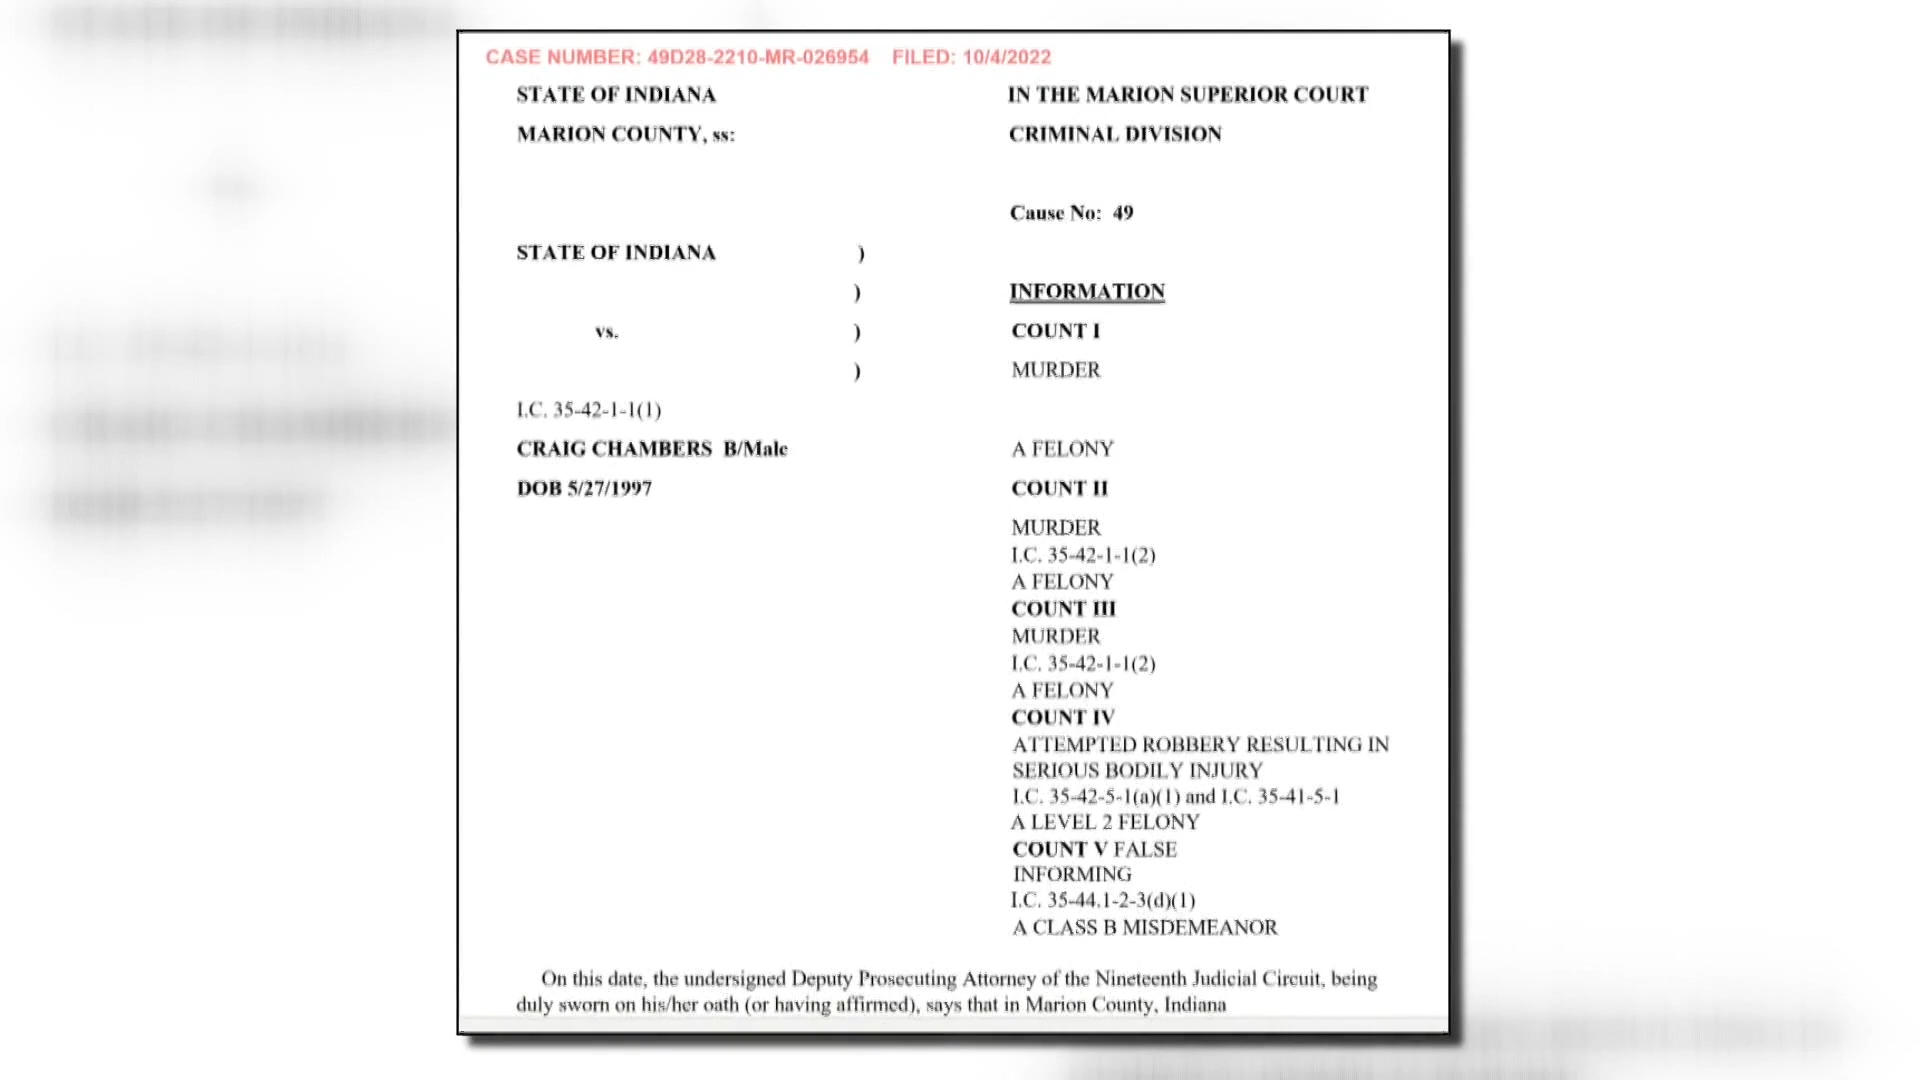 CASE NUMBER: 49D28-2210-MR-026954 FILED: 10/4/2022
STATE OF INDIANA IN THE MARION SUPERIOR COURT
MARION COUNTY, ss: CRIMINAL DIVISION
Cause No: 49
STATE OF INDIANA )
) INFORMATION
vs. ) COUNT I
) MURDER
I.C. 35-42-1-1(1)
CRAIG CHAMBERS B/Male A FELONY
DOB 5/27/1997 COUNT II
MURDER
I.C. 35-42-1-1(2)
A FELONY
COUNT III
MURDER
I.C. 35-42-1-1(2)
A FELONY
COUNT IV
ATTEMPTED ROBBERY RESULTING IN
SERIOUS BODILY INJURY
I.C. 35-42-5-1(a)(1) and I.C. 35-41-5-1
A LEVEL 2 FELONY
COUNT V FALSE
INFORMING
I.C. 35-44.1-2-3(d)(1)
A CLASS B MISDEMEANOR
On this date, the undersigned Deputy Prosecuting Attorney of the Nineteenth Judicial Circuit, being
duly sworn on his/her oath (or having affirmed), says that in Marion County, Indiana